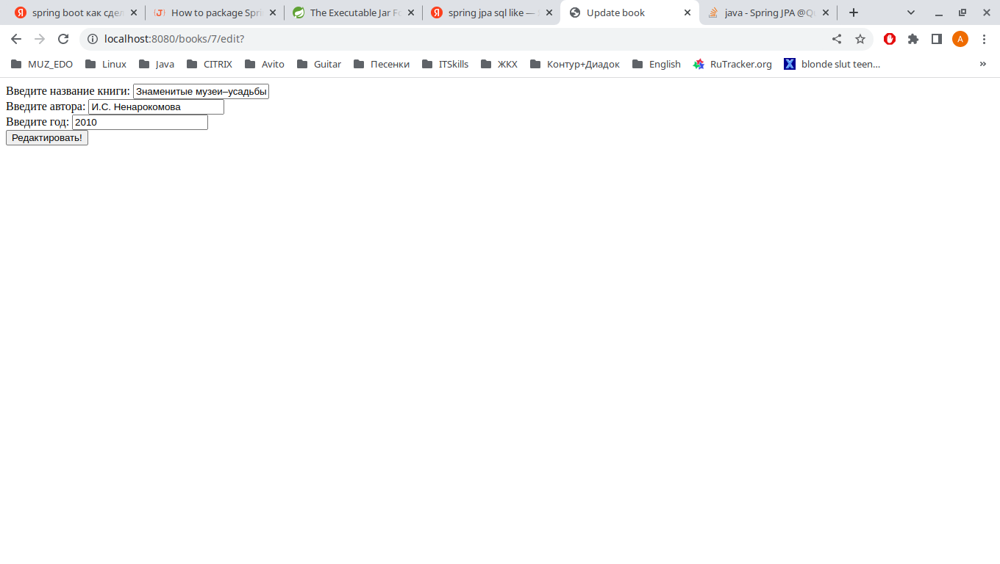 spring boot как сдел
How to package Spri
The Executable Jar Fo
spring jpa sql like —
Update book
java - Spring JPA @Q
localhost:8080/books/7/edit?
A
MUZ_EDO
Linux
Java
CITRIX
Avito
Guitar
Песенки
ITSkills
ЖКХ
Контур+Диадок
English
RuTracker.org
blonde slut teen...
Введите название книги: Знаменитые музеи–усадьбы
Введите автора: И.С. Ненарокомова
Введите год: 2010
Редактировать!